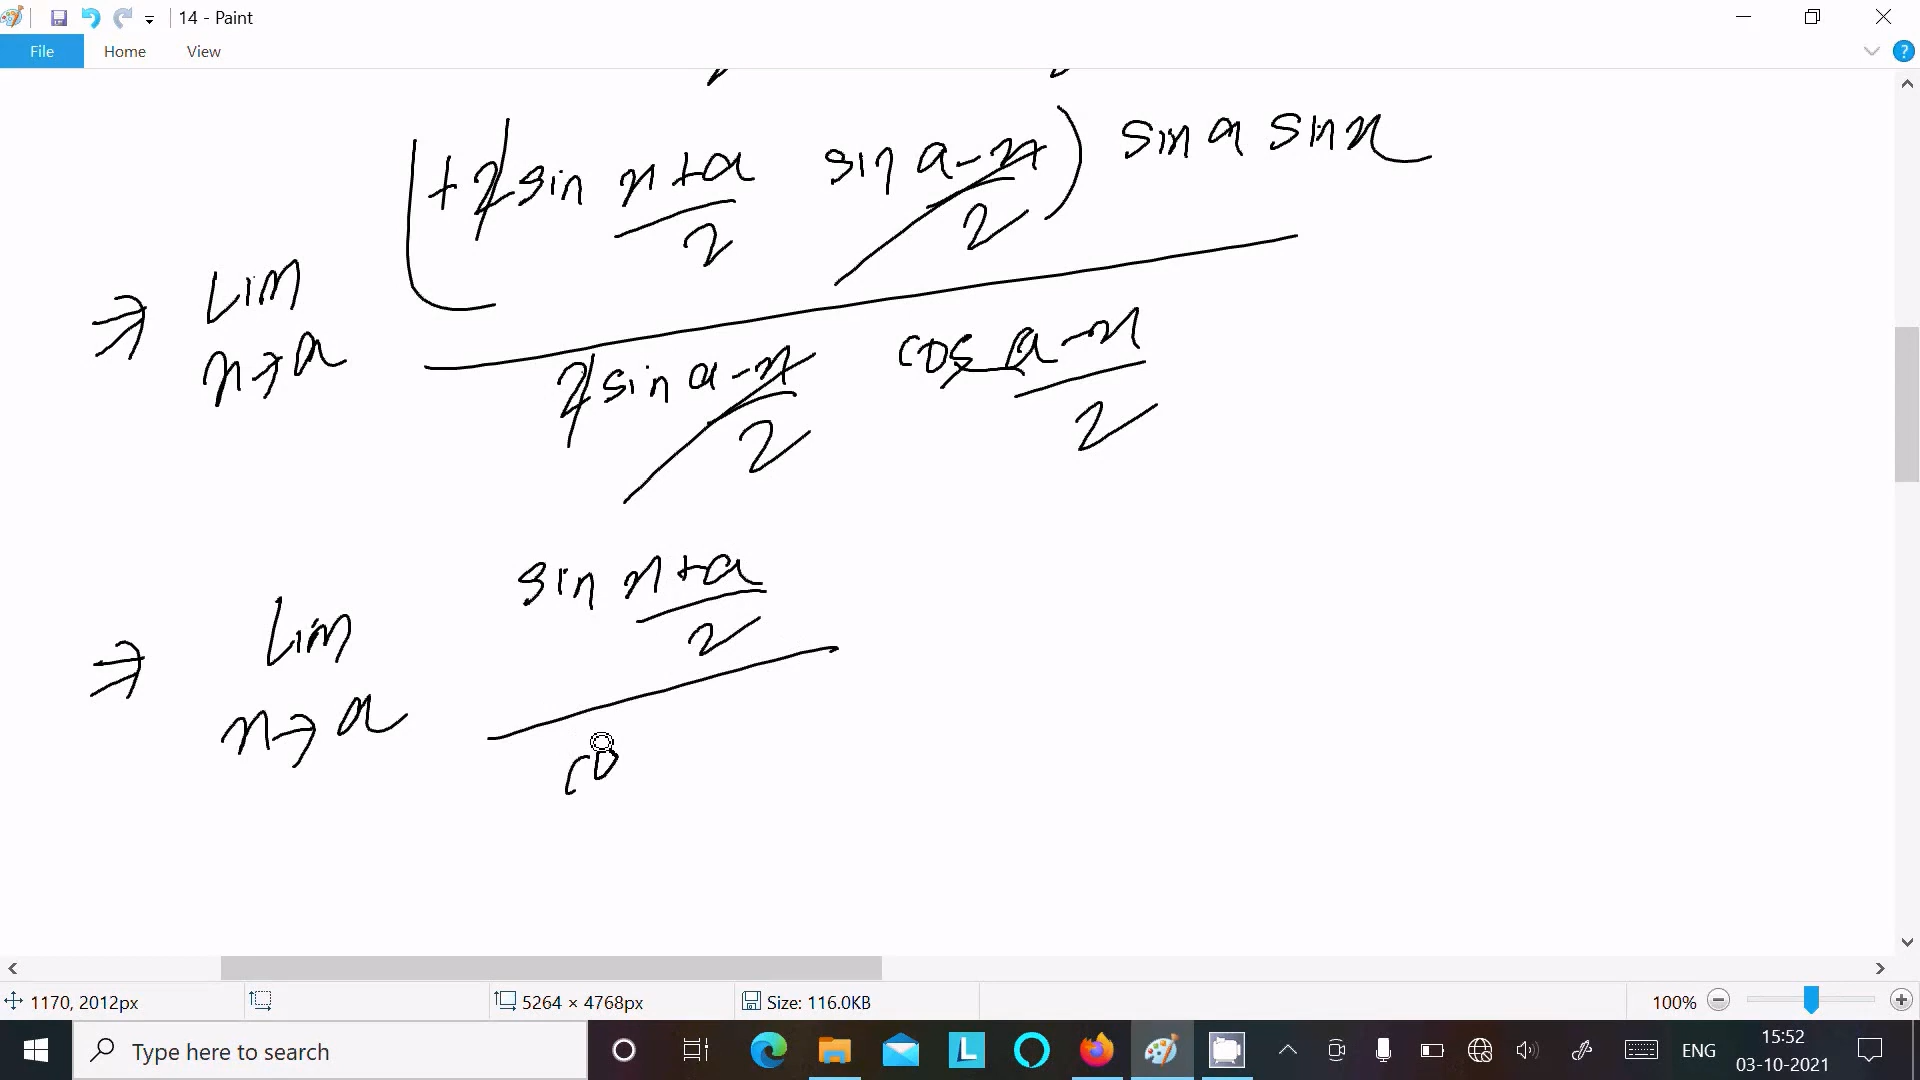 14 - Paint
File Home View
(+2 sin x+a/2 sin a-x/2) sin a sin x
⇒ Lim
x→a
2 sin a-x/2 cos a-x/2
sin x+a/2
⇒ Lim
x→a
co
1170, 2012px 5264 × 4768px Size: 116.0KB 100%
Type here to search
ENG 15:52
03-10-2021